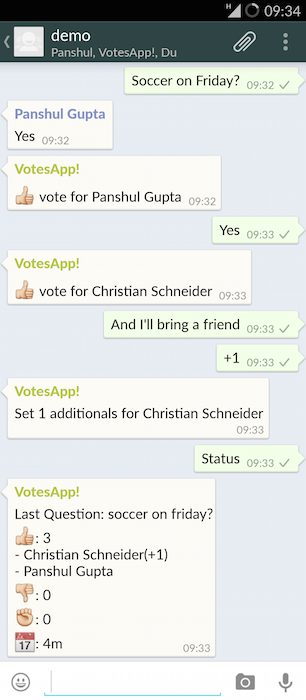 H 09:34
demo
Panshul, VotesApp!, Du
Soccer on Friday? 09:32
Panshul Gupta
Yes 09:32
VotesApp!
👍 vote for Panshul Gupta 09:32
Yes 09:33
VotesApp!
👍 vote for Christian Schneider 09:33
And I'll bring a friend 09:33
+1 09:33
VotesApp!
Set 1 additionals for Christian Schneider
09:33
Status 09:33
VotesApp!
Last Question: soccer on friday?
👍: 3
- Christian Schneider(+1)
- Panshul Gupta
👎: 0
✊: 0
📅: 4m 09:33